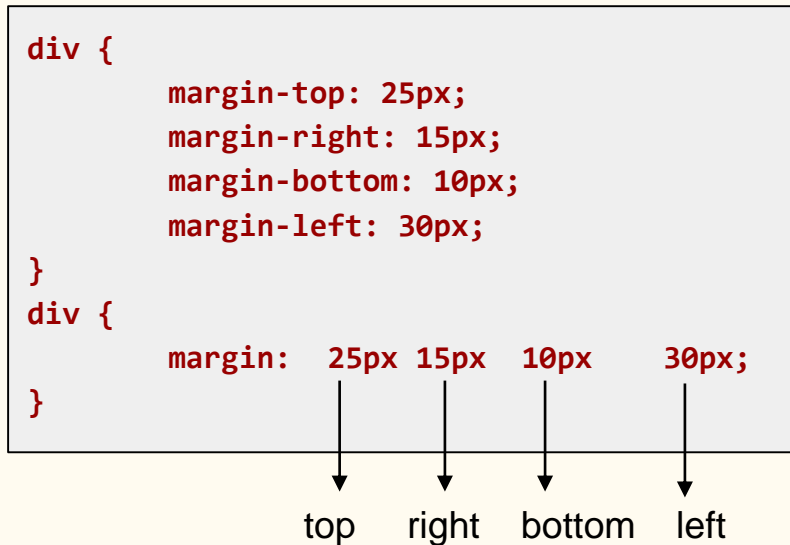 div {
margin-top: 25px;
margin-right: 15px;
margin-bottom: 10px;
margin-left: 30px;
}
div {
margin: 25px 15px 10px 30px;
}
top right bottom left